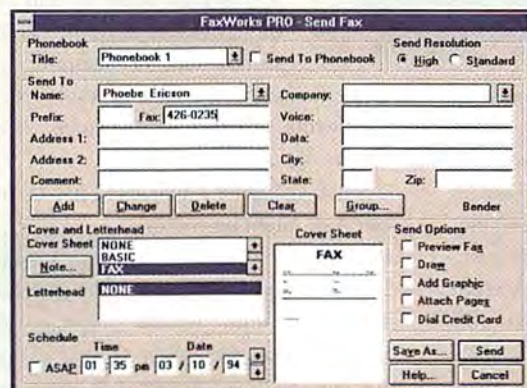 FaxWorks PRO - Send Fax
Phonebook
Title: Phonebook 1 Send To Phonebook
Send Resolution
High Standard
Send To
Name: Phoebe Ericson Company:
Prefix: Fax: 426-0235 Voice:
Address 1: Data:
Address 2: City:
Comment: State: Zip:
Add Change Delete Clear Group... Bender
Cover and Letterhead
Cover Sheet NONE
BASIC
FAX
Note...
Letterhead NONE
Cover Sheet
FAX
Send Options
Preview Fax
Draw
Add Graphic
Attach Pages
Dial Credit Card
Schedule
Time Date
ASAP 01 : 35 pm 03 / 10 / 94
Save As... Send
Help... Cancel